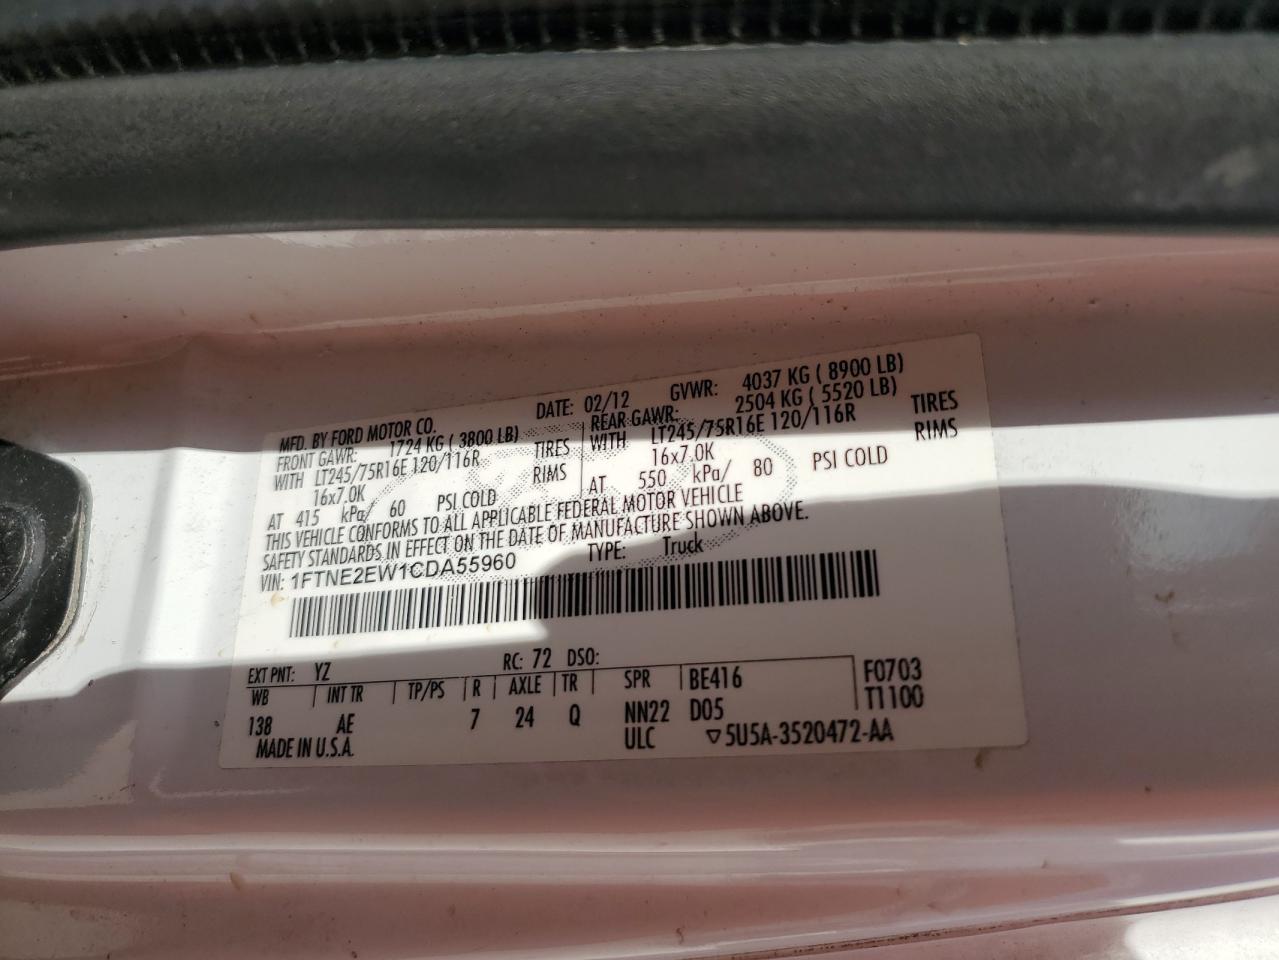 MFD. BY FORD MOTOR CO.
DATE: 02/12 GVWR: 4037 KG ( 8900 LB)
FRONT GAWR: 1724 KG ( 3800 LB) REAR GAWR: 2504 KG ( 5520 LB)
WITH LT245/75R16E 120/116R TIRES WITH LT245/75R16E 120/116R TIRES
16x7.0K RIMS 16x7.0K RIMS
AT 415 kPa/ 60 PSI COLD AT 550 kPa/ 80 PSI COLD
THIS VEHICLE CONFORMS TO ALL APPLICABLE FEDERAL MOTOR VEHICLE
SAFETY STANDARDS IN EFFECT ON THE DATE OF MANUFACTURE SHOWN ABOVE.
VIN: 1FTNE2EW1CDA55960 TYPE: Truck
EXT PNT: YZ RC: 72 DSO:
WB INT TR TP/PS R AXLE TR SPR BE416 F0703
138 AE 7 24 Q NN22 D05 T1100
MADE IN U.S.A. ULC ▽5U5A-3520472-AA